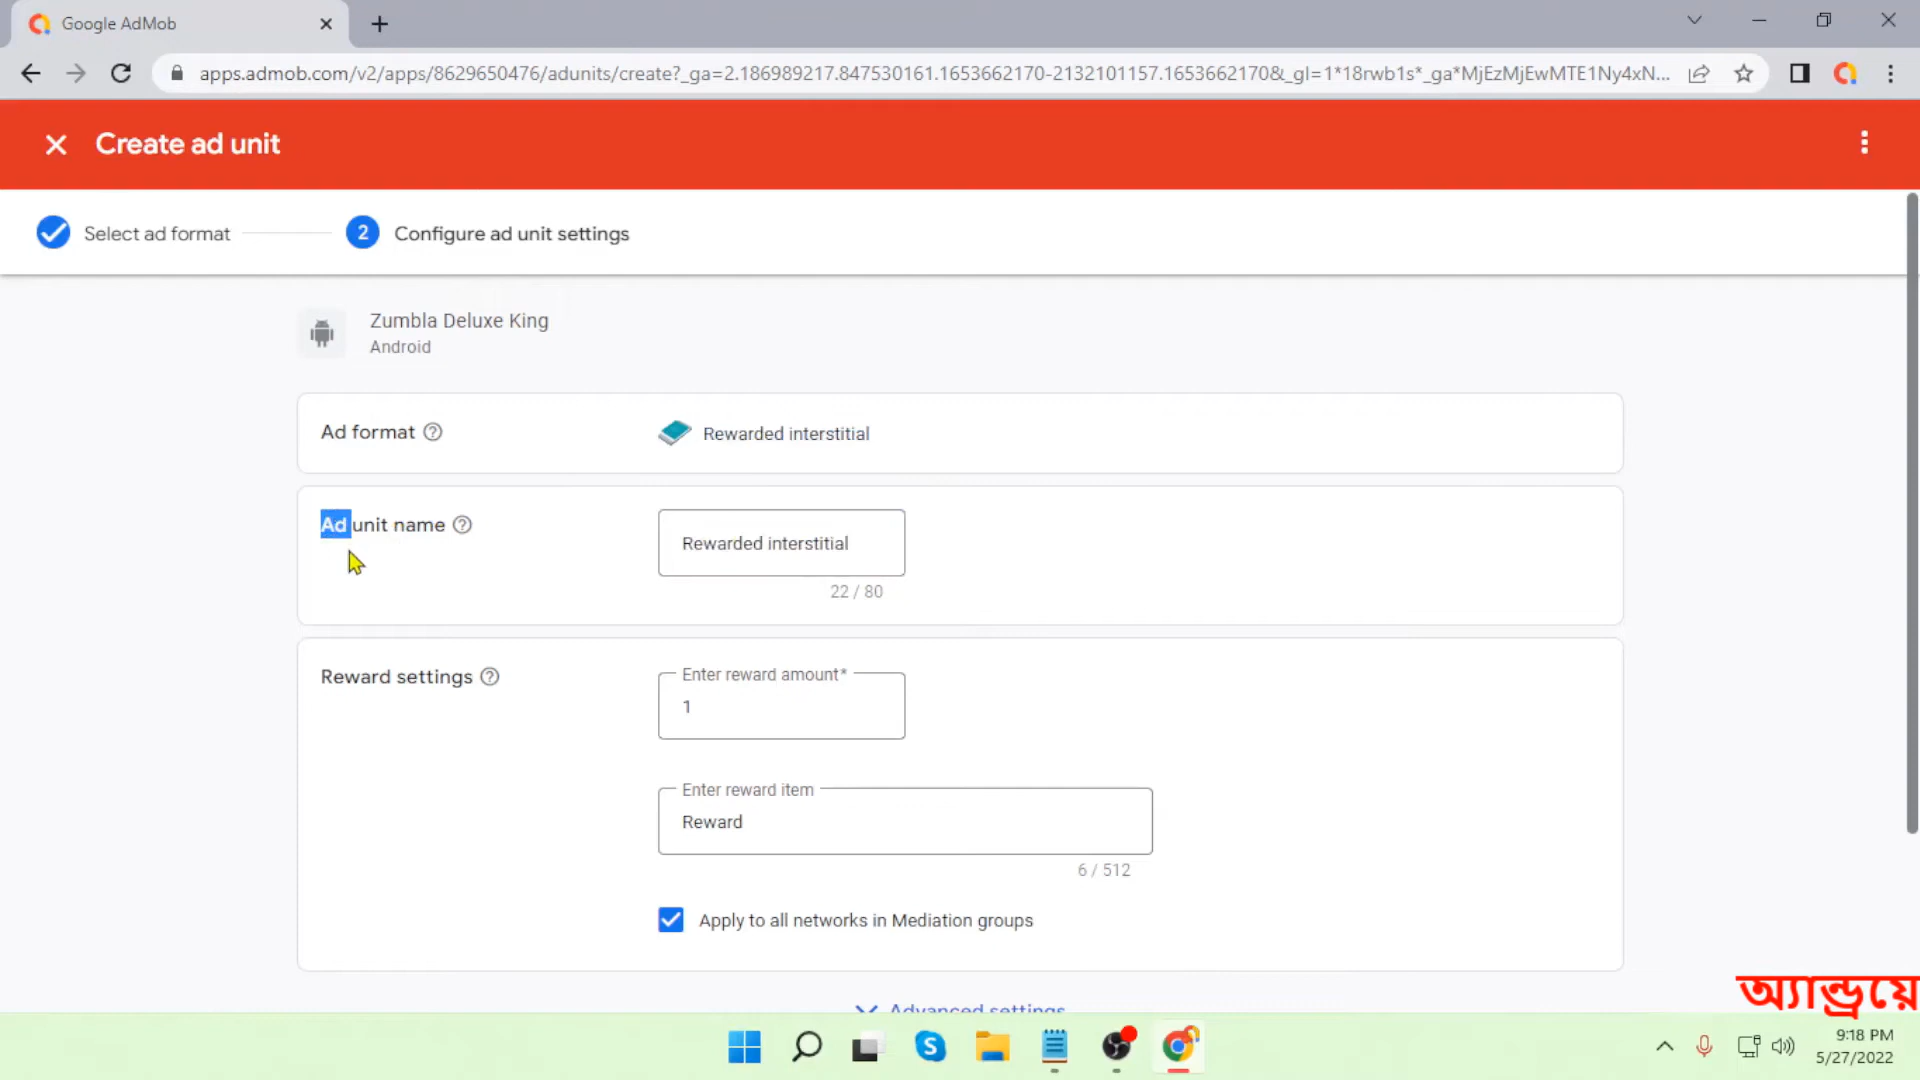 Google AdMob
apps.admob.com/v2/apps/8629650476/adunits/create?_ga=2.186989217.847530161.1653662170-2132101157.1653662170&_gl=1*18rwb1s*_ga*MjEzMjEwMTE1Ny4xN...
Create ad unit
Select ad format
2 Configure ad unit settings
Zumbla Deluxe King
Android
Ad format
Rewarded interstitial
Ad unit name
Rewarded interstitial
22 / 80
Reward settings
Enter reward amount*
1
Enter reward item
Reward
6 / 512
Apply to all networks in Mediation groups
Advanced settings
অ্যান্ড্রয়ে
9:18 PM
5/27/2022